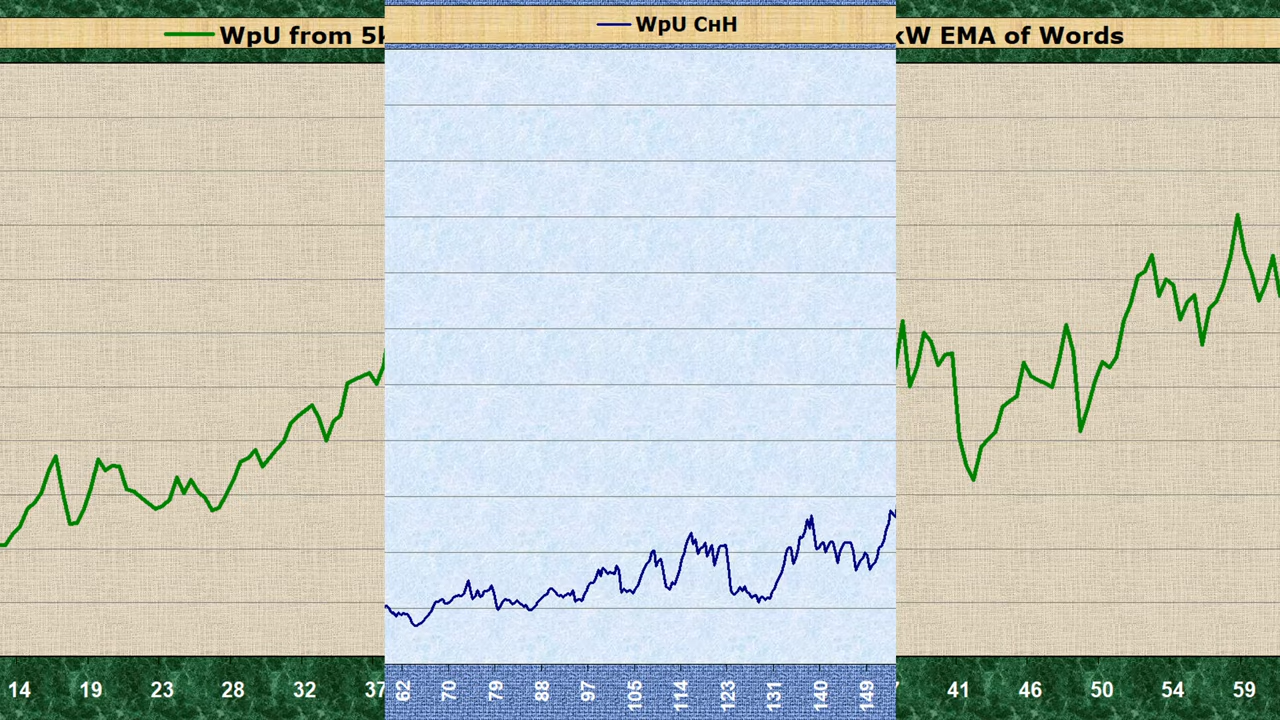 WpU from 5k
WpU CнH
kW EMA of Words
14 19 23 28 32 37
62 70 79 88 97 105 114 123 131 140 149
41 46 50 54 59